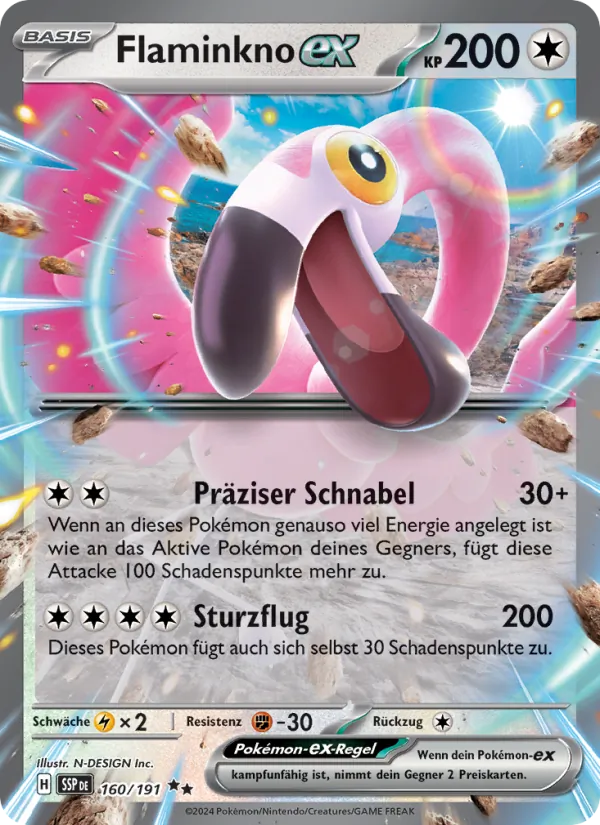 BASIS Flaminkno ex KP 200
Präziser Schnabel 30+
Wenn an dieses Pokémon genauso viel Energie angelegt ist
wie an das Aktive Pokémon deines Gegners, fügt diese
Attacke 100 Schadenspunkte mehr zu.
Sturzflug 200
Dieses Pokémon fügt auch sich selbst 30 Schadenspunkte zu.
Schwäche ×2 Resistenz -30 Rückzug
Illustr. N-DESIGN Inc.
Pokémon-ex-Regel Wenn dein Pokémon-ex
kampfunfähig ist, nimmt dein Gegner 2 Preiskarten.
H SSP DE 160/191
©2024 Pokémon/Nintendo/Creatures/GAME FREAK